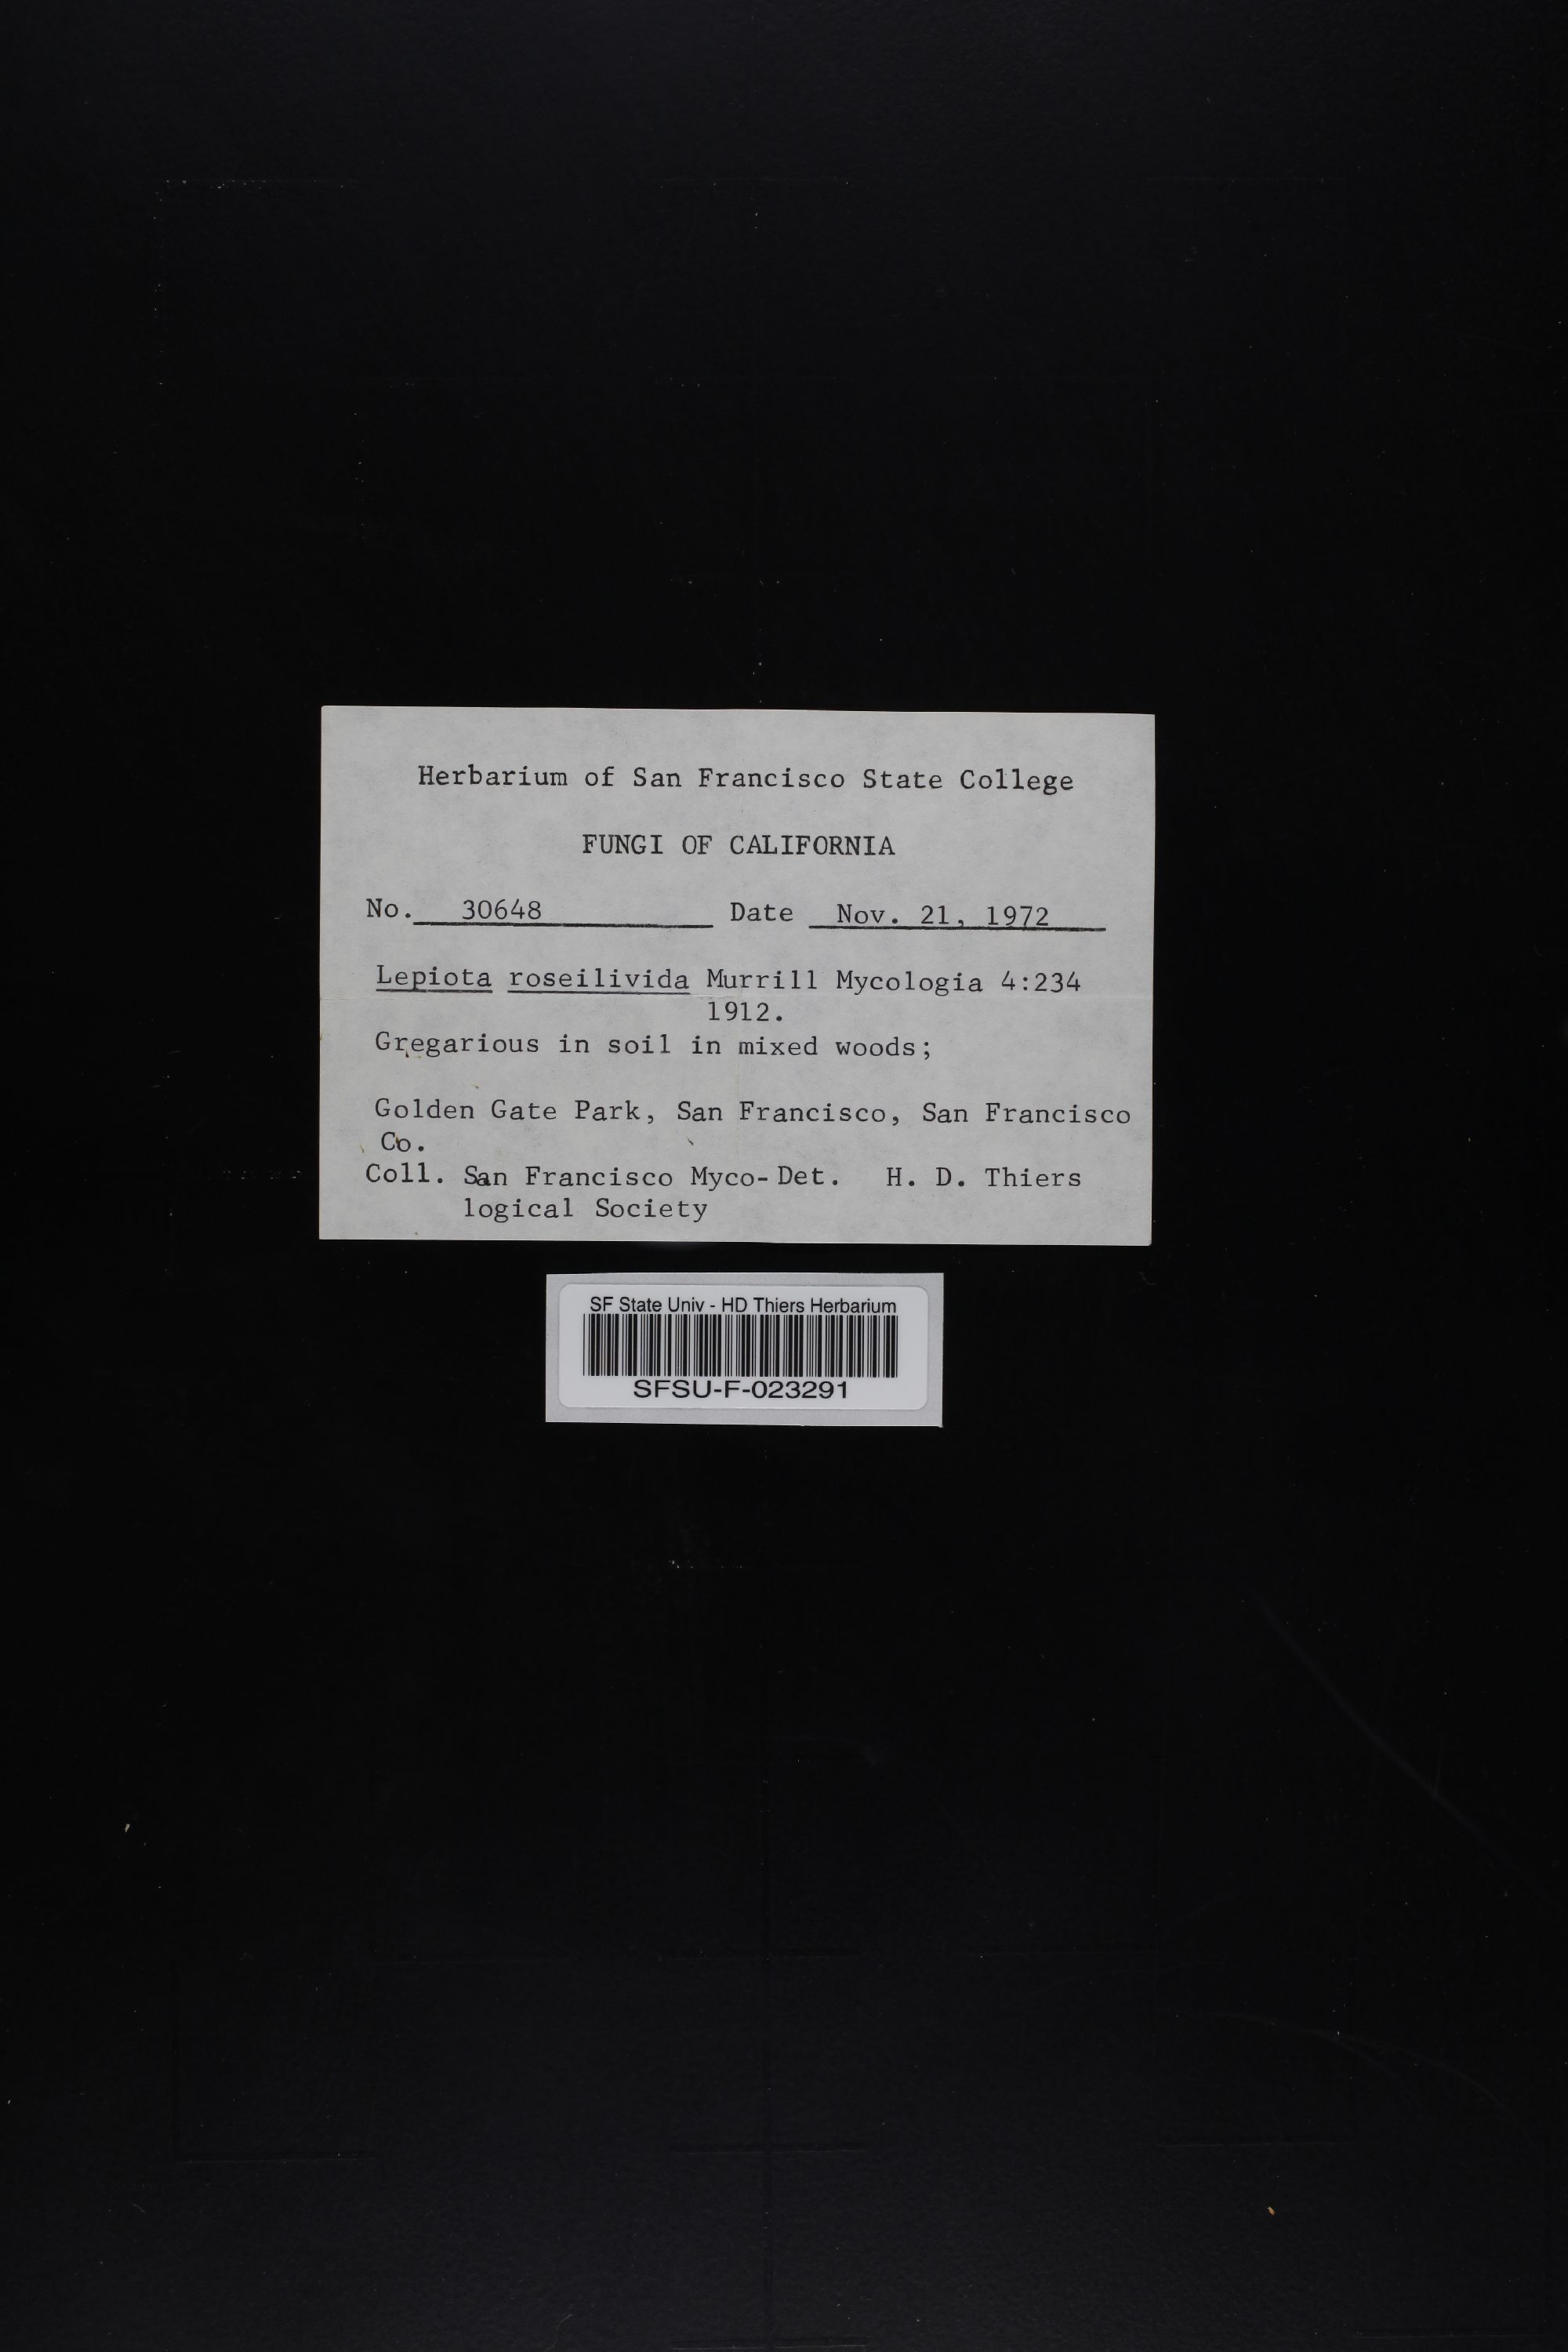 Herbarium of San Francisco State College
FUNGI OF CALIFORNIA
No. 30648 Date Nov. 21, 1972
Lepiota roseilivida Murrill Mycologia 4:234
1912.
Gregarious in soil in mixed woods;
Golden Gate Park, San Francisco, San Francisco
Co.
Coll. San Francisco Myco- Det. H. D. Thiers
logical Society
SF State Univ - HD Thiers Herbarium
SFSU-F-023291